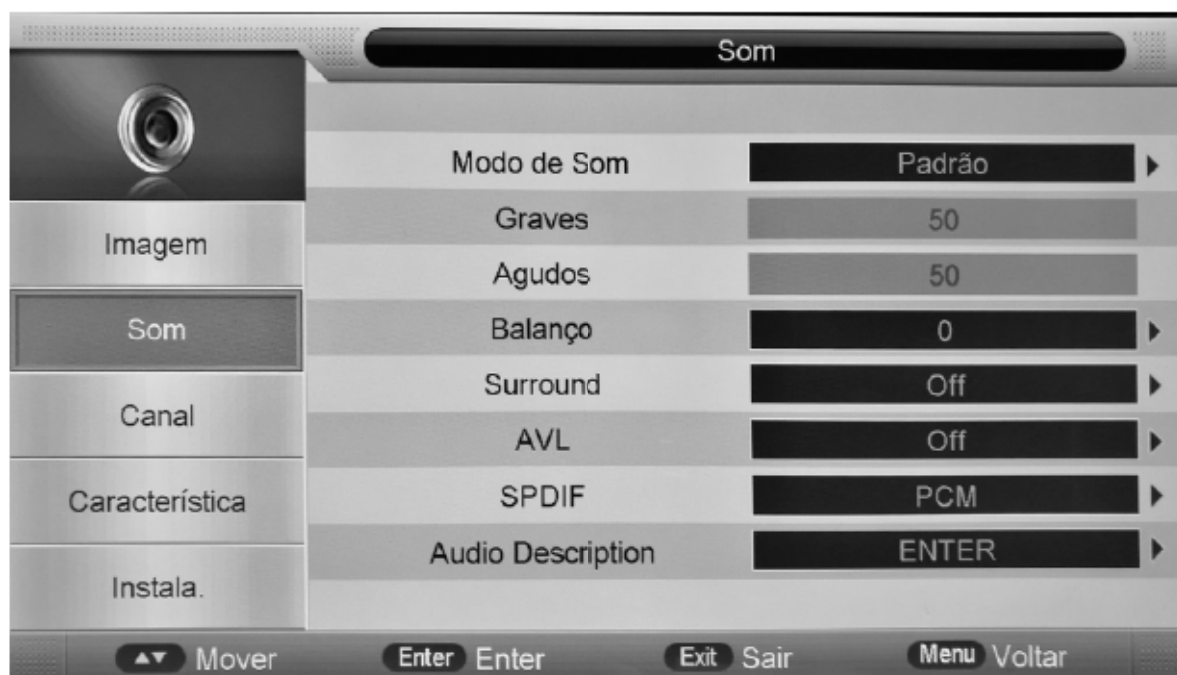 Som
Imagem
Som
Canal
Característica
Instala.
Modo de Som Padrão
Graves 50
Agudos 50
Balanço 0
Surround Off
AVL Off
SPDIF PCM
Audio Description ENTER
Mover Enter Enter Exit Sair Menu Voltar